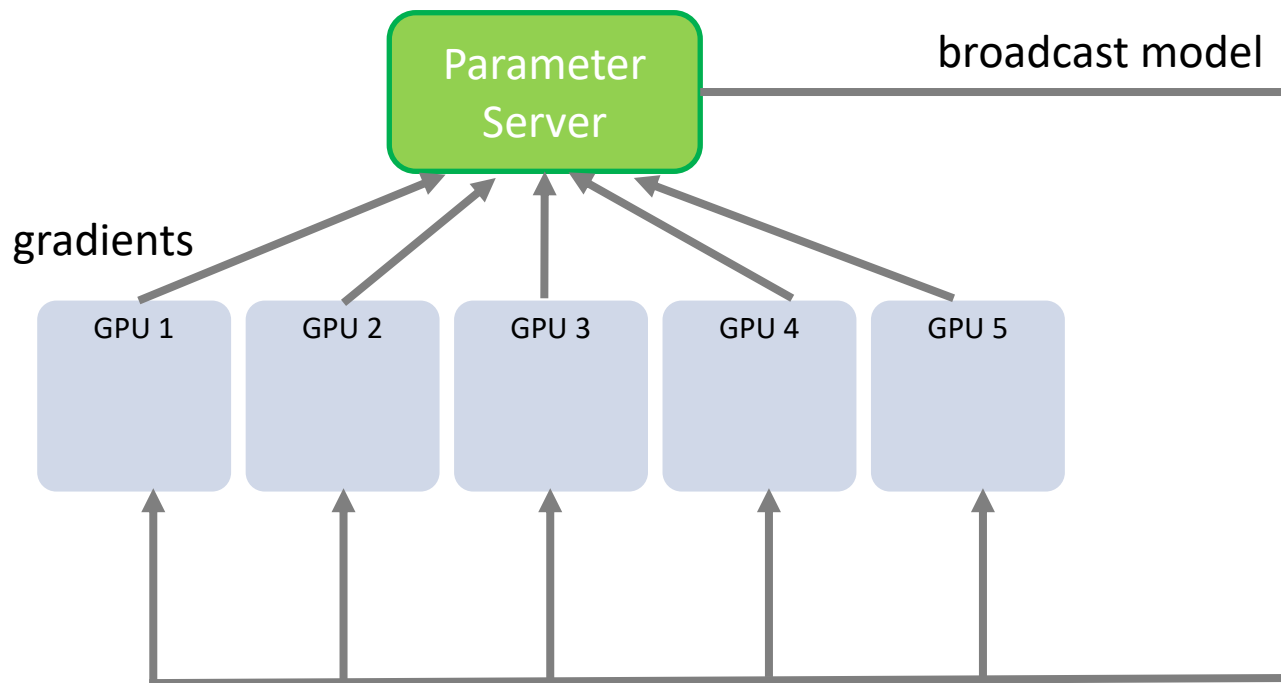 Parameter
Server
broadcast model
gradients
GPU 1
GPU 2
GPU 3
GPU 4
GPU 5